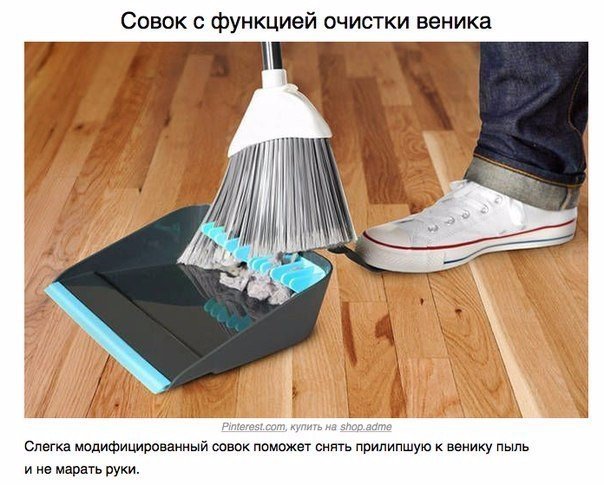 Совок с функцией очистки веника
Pinterest.com, купить на shop.adme
Слегка модифицированный совок поможет снять прилипшую к венику пыль
и не марать руки.